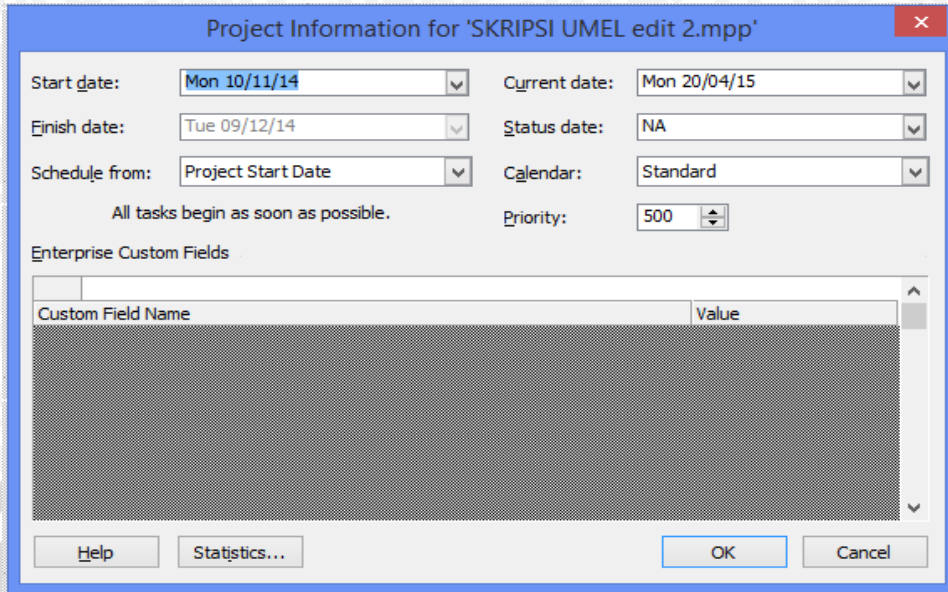 Project Information for 'SKRIPSI UMEL edit 2.mpp'
Start date: Mon 10/11/14 Current date: Mon 20/04/15
Finish date: Tue 09/12/14 Status date: NA
Schedule from: Project Start Date Calendar: Standard
All tasks begin as soon as possible. Priority: 500
Enterprise Custom Fields
Custom Field Name Value
Help Statistics... OK Cancel